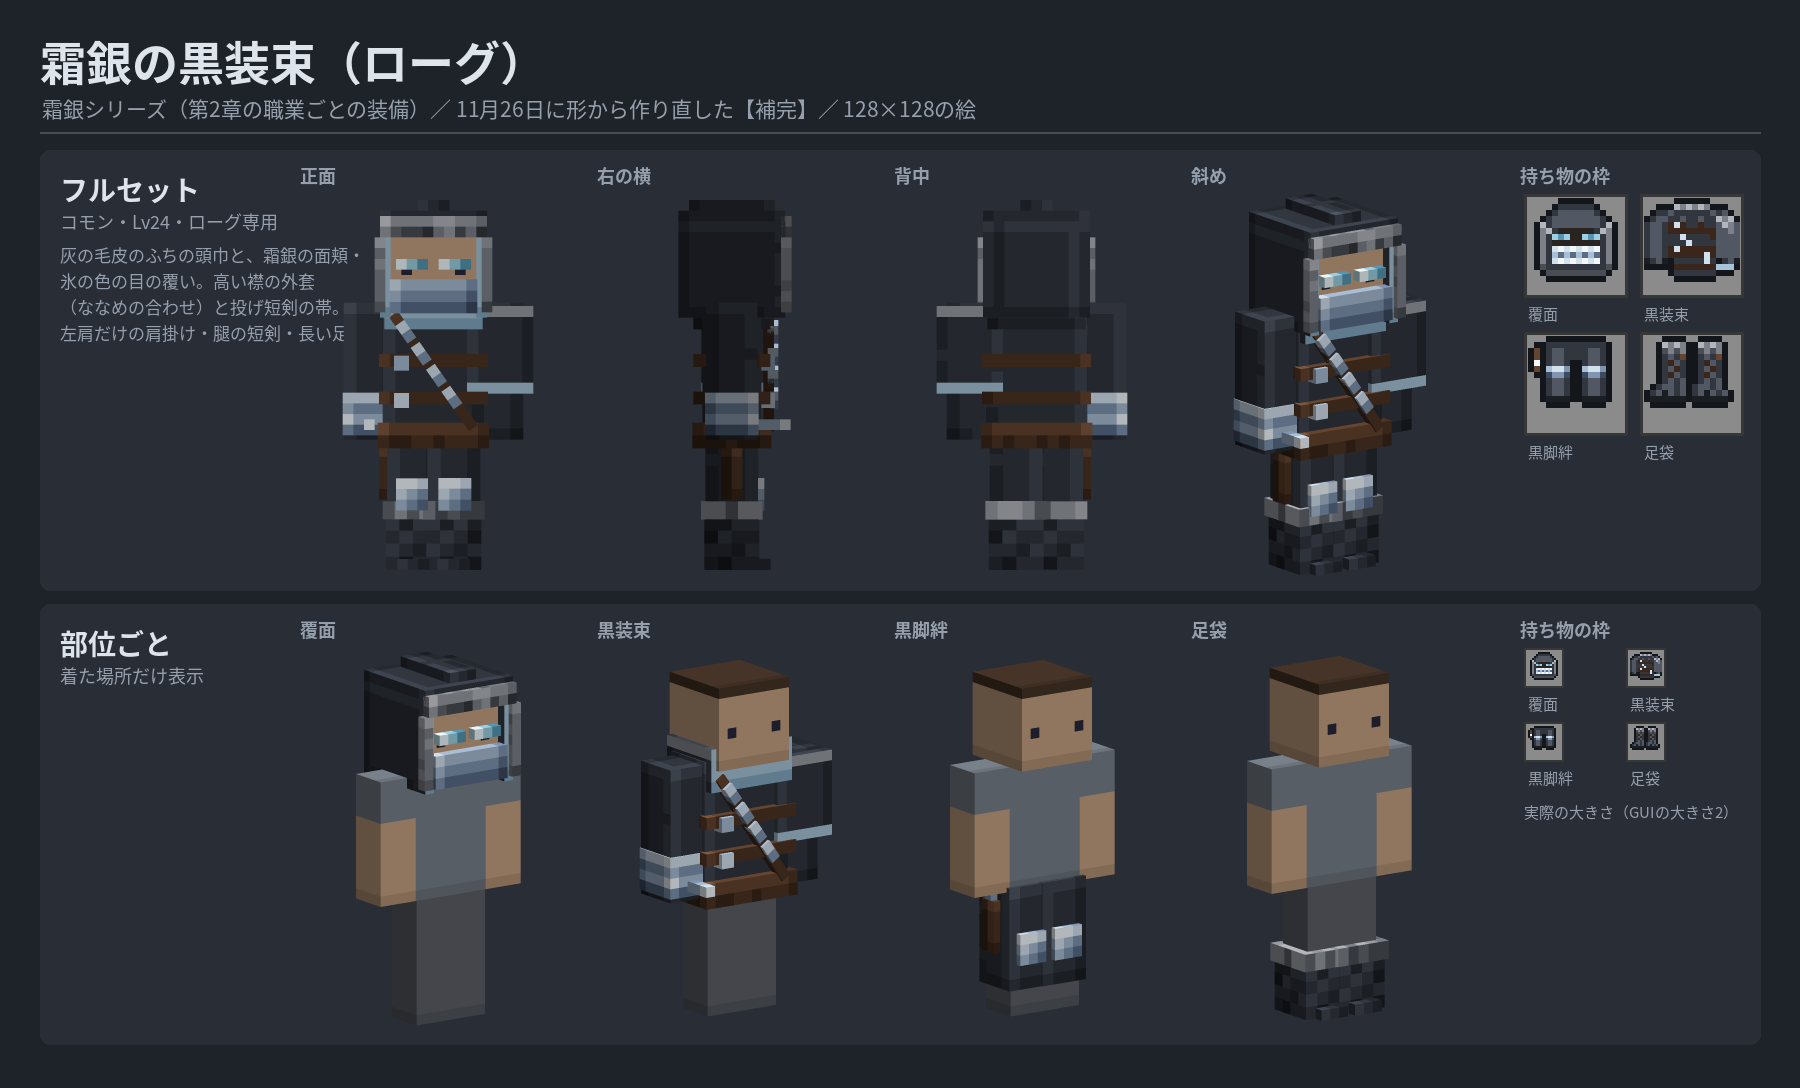 霜銀の黒装束（ローグ）
霜銀シリーズ（第2章の職業ごとの装備）／11月26日に形から作り直した【補完】／128×128の絵
フルセット
コモン・Lv24・ローグ専用
灰の毛皮のふちの頭巾と、霜銀の面頬・
氷の色の目の覆い。高い襟の外套
（ななめの合わせ）と投げ短剣の帯。
左肩だけの肩掛け・腿の短剣・長い足
正面
右の横
背中
斜め
持ち物の枠
覆面
黒装束
黒脚絆
足袋
部位ごと
着た場所だけ表示
覆面
黒装束
黒脚絆
足袋
持ち物の枠
覆面
黒装束
黒脚絆
足袋
実際の大きさ（GUIの大きさ2）